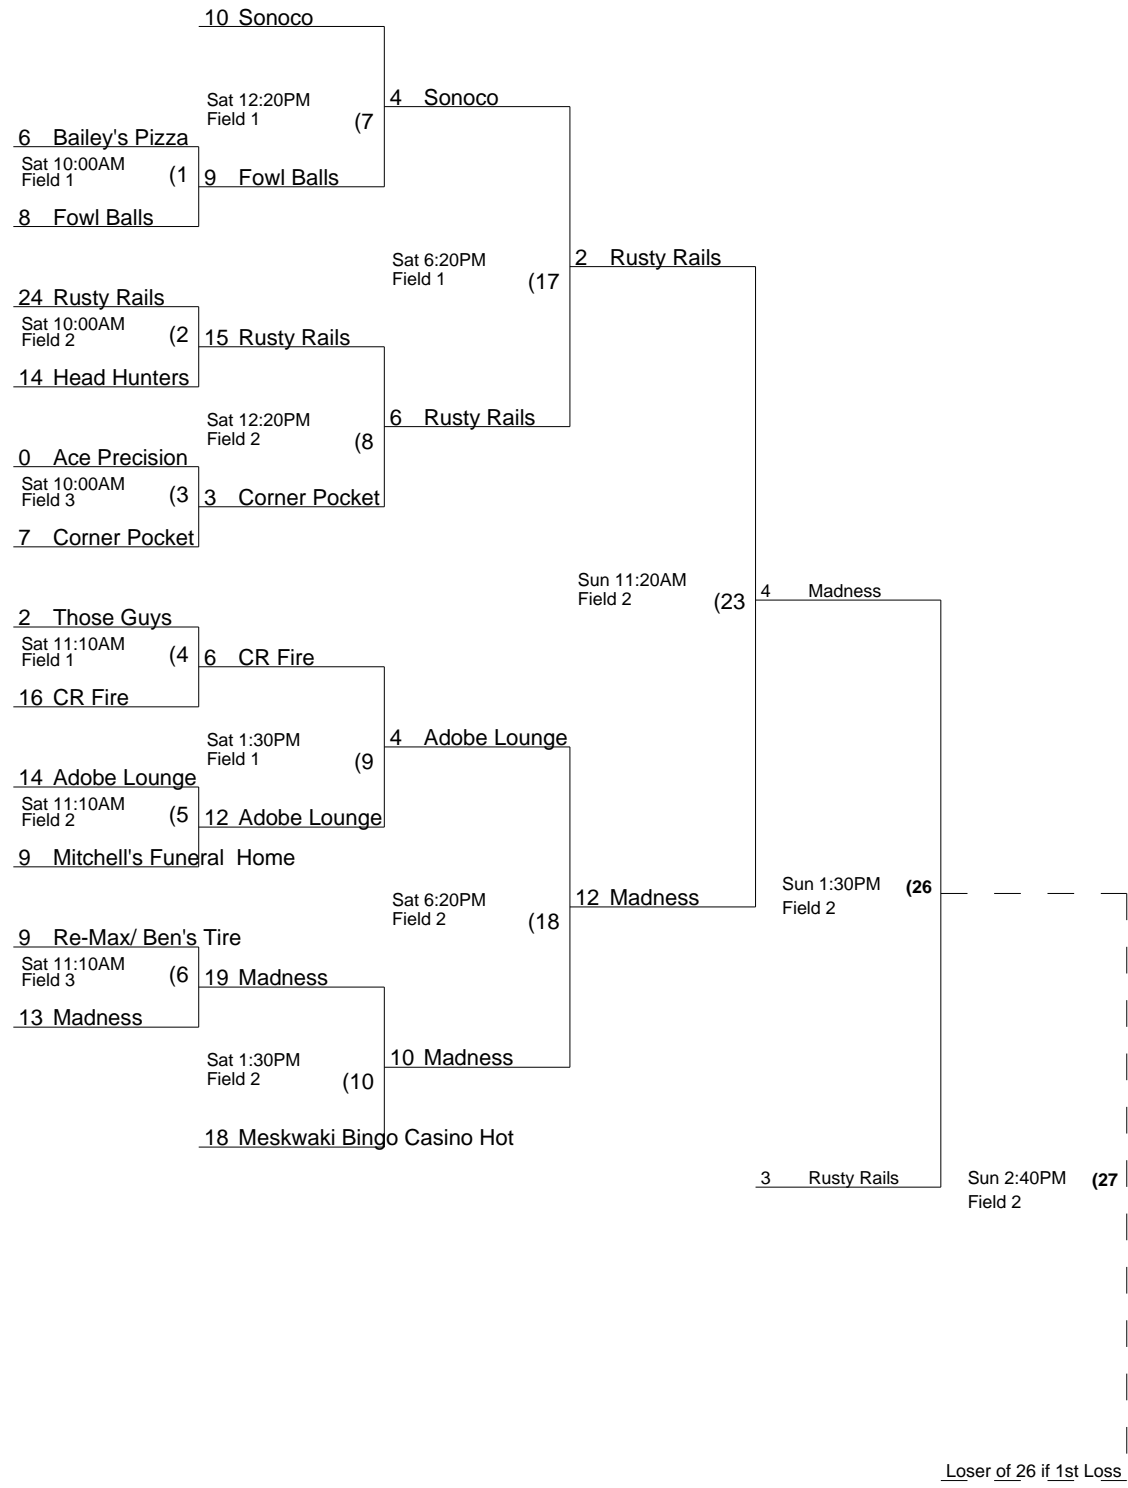 10 Sonoco
Sat 12:20PM
Field 1
(7
4 Sonoco
6 Bailey's Pizza
Sat 10:00AM
Field 1
(1
9 Fowl Balls
8 Fowl Balls
Sat 6:20PM
Field 1
(17
2 Rusty Rails
24 Rusty Rails
Sat 10:00AM
Field 2
(2
15 Rusty Rails
14 Head Hunters
Sat 12:20PM
Field 2
(8
6 Rusty Rails
0 Ace Precision
Sat 10:00AM
Field 3
(3
3 Corner Pocket
7 Corner Pocket
Sun 11:20AM
Field 2
(23
4 Madness
2 Those Guys
Sat 11:10AM
Field 1
(4
6 CR Fire
16 CR Fire
Sat 1:30PM
Field 1
(9
4 Adobe Lounge
14 Adobe Lounge
Sat 11:10AM
Field 2
(5
12 Adobe Lounge
9 Mitchell's Funeral Home
Sat 6:20PM
Field 2
(18
12 Madness
Sun 1:30PM
Field 2
(26
9 Re-Max/ Ben's Tire
Sat 11:10AM
Field 3
(6
19 Madness
13 Madness
Sat 1:30PM
Field 2
(10
10 Madness
18 Meskwaki Bingo Casino Hot
3 Rusty Rails
Sun 2:40PM
Field 2
(27
Loser of 26 if 1st Loss